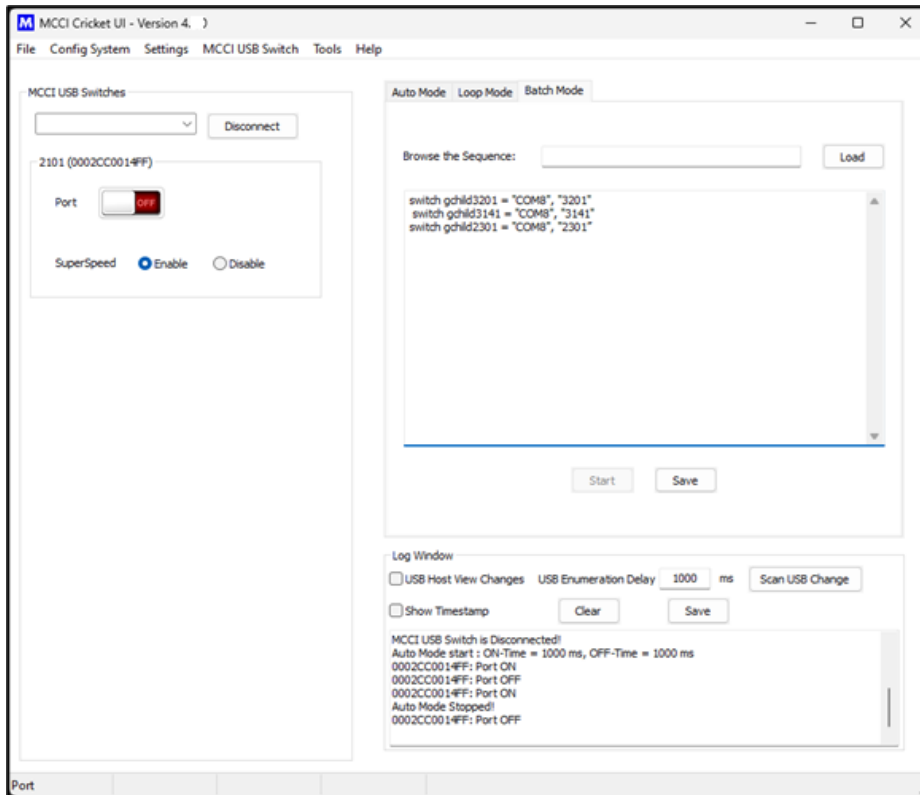 M MCCI Cricket UI - Version 4. )
File Config System Settings MCCI USB Switch Tools Help
MCCI USB Switches
Disconnect
2101 (0002CC0014FF)
Port OFF
SuperSpeed Enable Disable
Auto Mode Loop Mode Batch Mode
Browse the Sequence: Load
switch gchild3201 = "COM8", "3201"
switch gchild3141 = "COM8", "3141"
switch gchild2301 = "COM8", "2301"
Start Save
Log Window
USB Host View Changes USB Enumeration Delay 1000 ms Scan USB Change
Show Timestamp Clear Save
MCCI USB Switch is Disconnected!
Auto Mode start : ON-Time = 1000 ms, OFF-Time = 1000 ms
0002CC0014FF: Port ON
0002CC0014FF: Port OFF
0002CC0014FF: Port ON
Auto Mode Stopped!
0002CC0014FF: Port OFF
Port